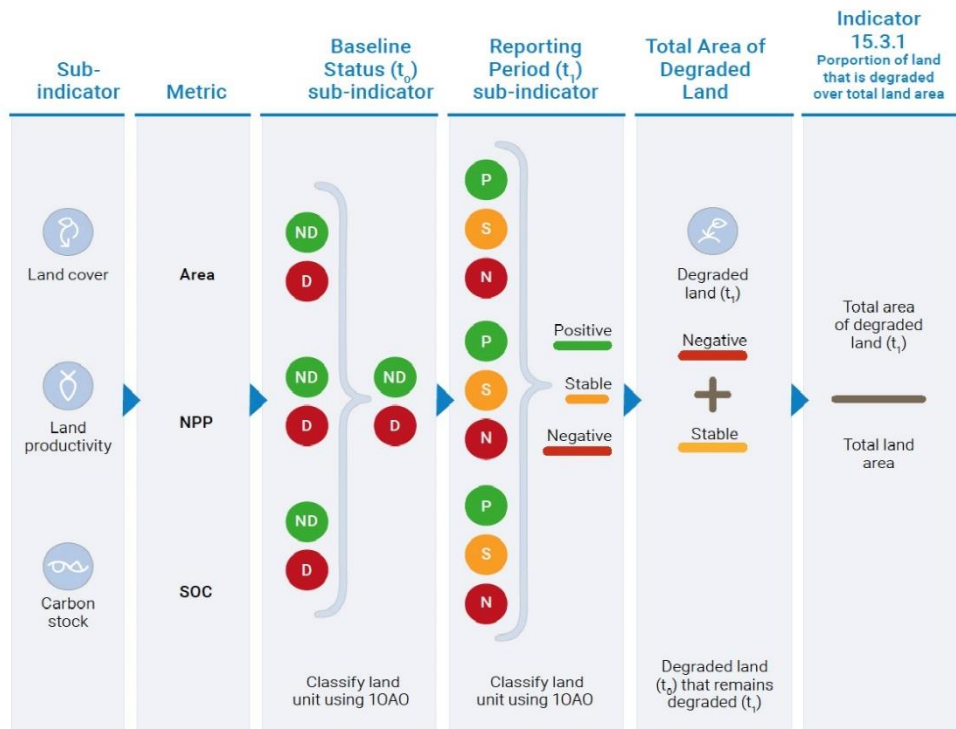 Sub-
indicator
Metric
Baseline
Status (t0)
sub-indicator
Reporting
Period (t1)
sub-indicator
Total Area of
Degraded
Land
Indicator
15.3.1
Porportion of land
that is degraded
over total land area
Land cover
Land
productivity
Carbon
stock
Area
NPP
SOC
ND
D
ND
D
ND
D
ND
D
Classify land
unit using 1OAO
P
S
N
P
S
N
P
S
N
Positive
Stable
Negative
Classify land
unit using 1OAO
Degraded
land (t1)
Negative
+
Stable
Degraded land
(t0) that remains
degraded (t1)
Total area
of degraded
land (t1)
Total land
area